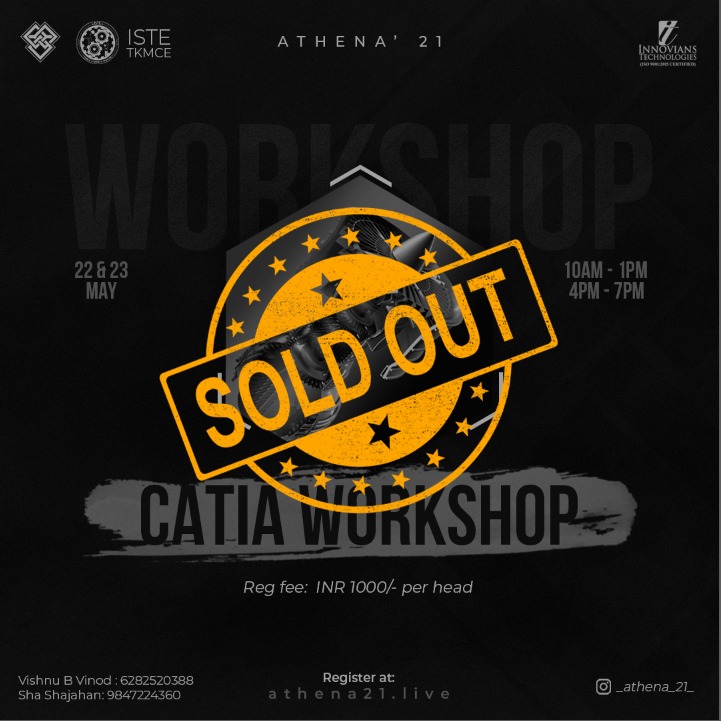 ISTE
TKMCE
ATHENA' 21
INNOVIANS
TECHNOLOGIES
(ISO 9001:2015 CERTIFIED)
WORKSHOP
22 & 23
MAY
10AM - 1PM
4PM - 7PM
SOLD OUT
CATIA WORKSHOP
Reg fee: INR 1000/- per head
Vishnu B Vinod : 6282520388
Sha Shajahan: 9847224360
Register at:
athena21.live
_athena_21_